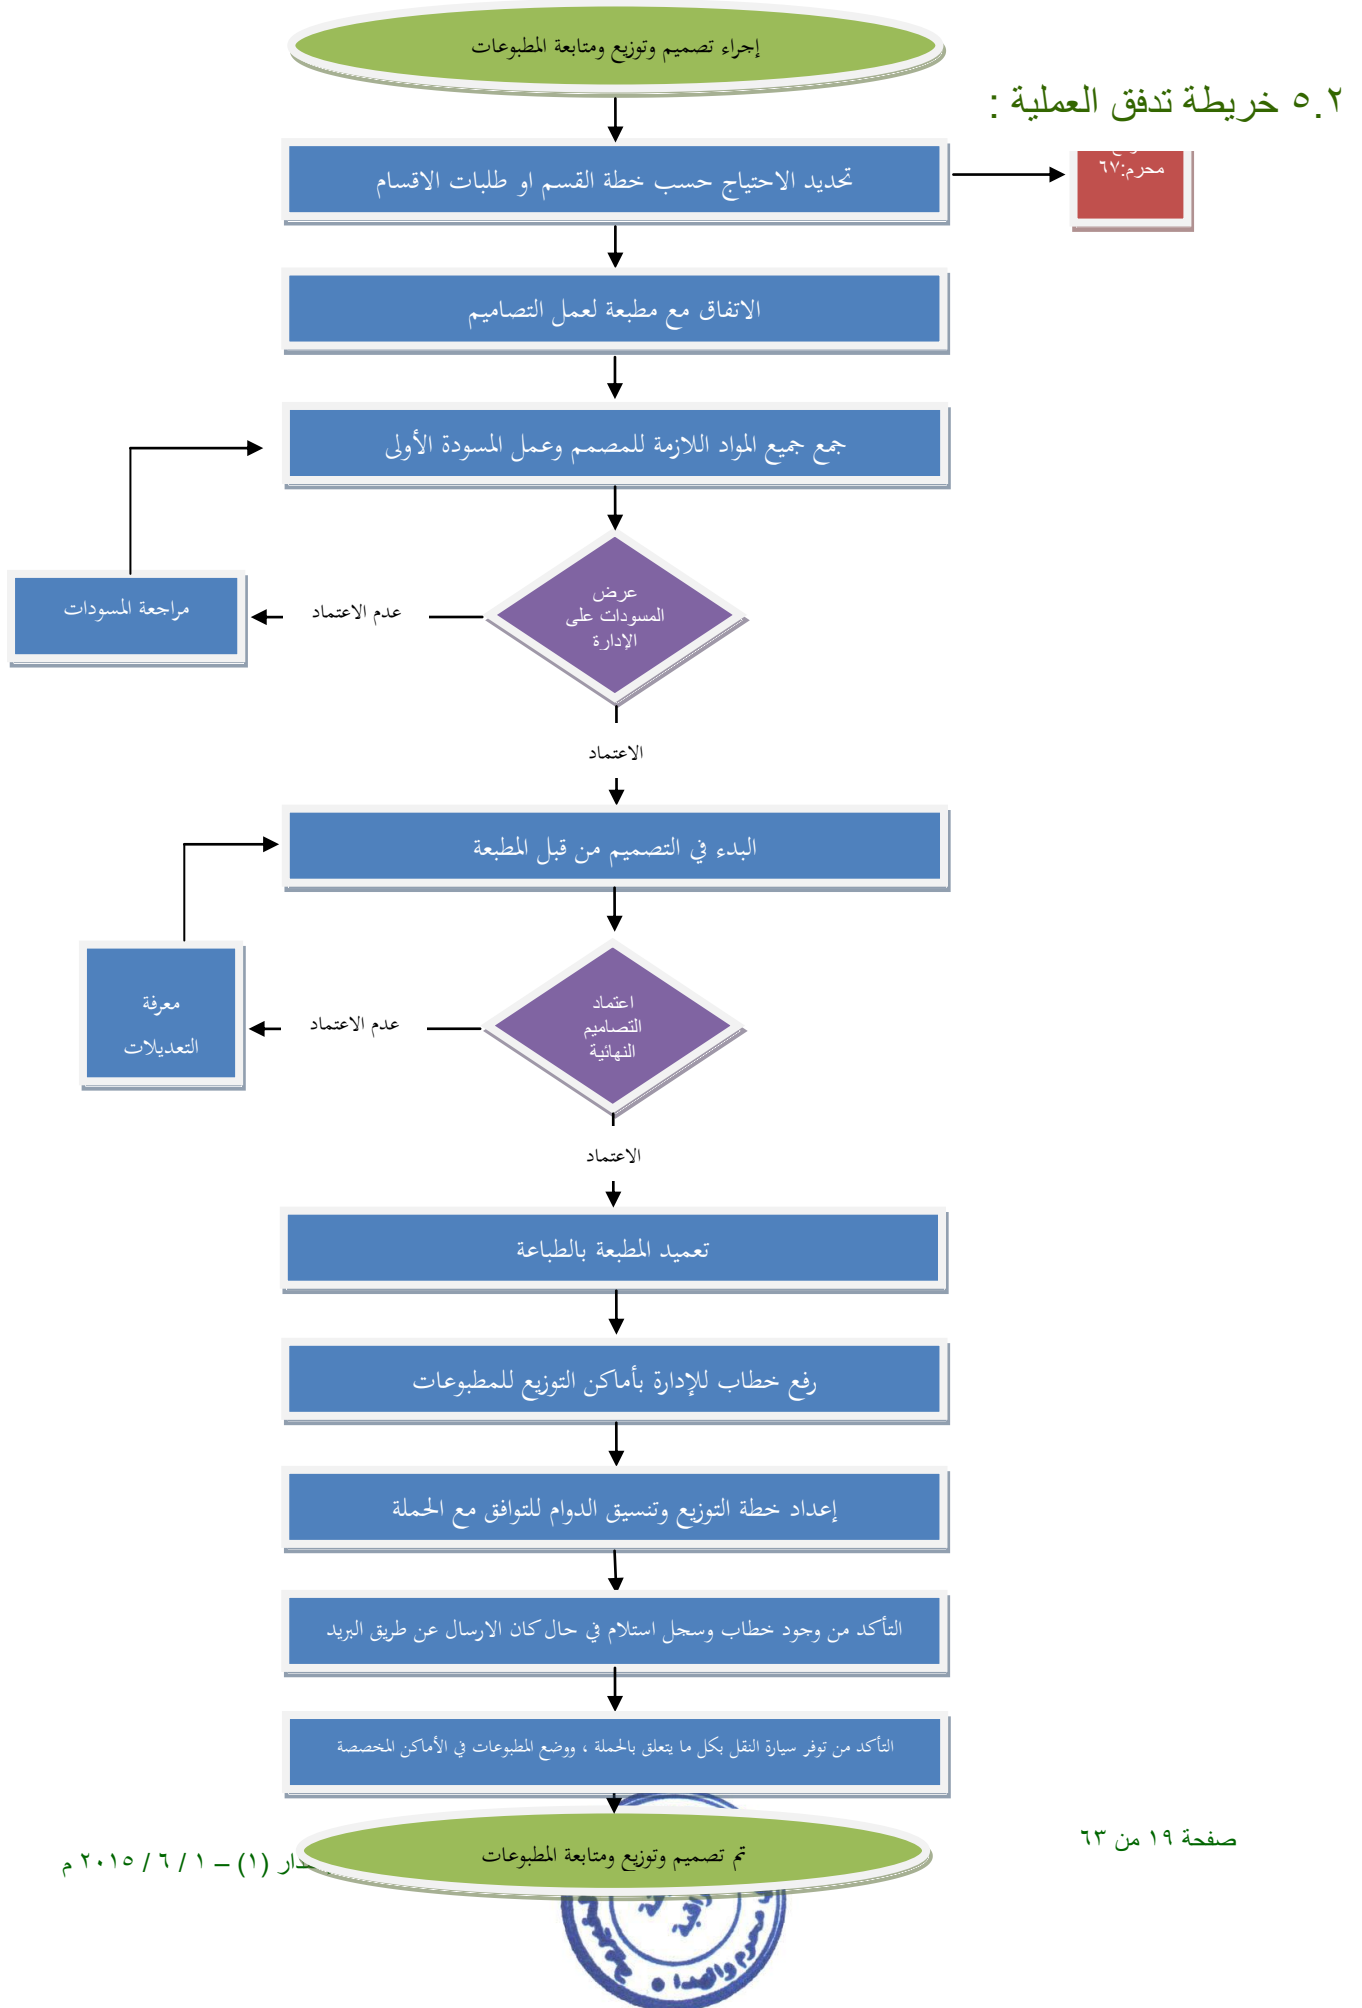 إجراء تصميم وتوزيع ومتابعة المطبوعات
٥.٢ خريطة تدفق العملية :
محرم:٦٧
تحديد الاحتياج حسب خطة القسم او طلبات الاقسام
الاتفاق مع مطبعة لعمل التصاميم
جمع جميع المواد اللازمة للمصمم وعمل المسودة الأولى
عرض
المسودات على
الإدارة
عدم الاعتماد
مراجعة المسودات
الاعتماد
البدء في التصميم من قبل المطبعة
اعتماد
التصاميم
النهائية
عدم الاعتماد
معرفة
التعديلات
الاعتماد
تعميد المطبعة بالطباعة
رفع خطاب للإدارة بأماكن التوزيع للمطبوعات
إعداد خطة التوزيع وتنسيق الدوام للتوافق مع الحملة
التأكد من وجود خطاب وسجل استلام في حال كان الارسال عن طريق البريد
التأكد من توفر سيارة النقل بكل ما يتعلق بالحملة ، ووضع المطبوعات في الأماكن المخصصة
تم تصميم وتوزيع ومتابعة المطبوعات
صفحة ١٩ من ٦٣
(١) – ١ / ٦ / ٢٠١٥ م